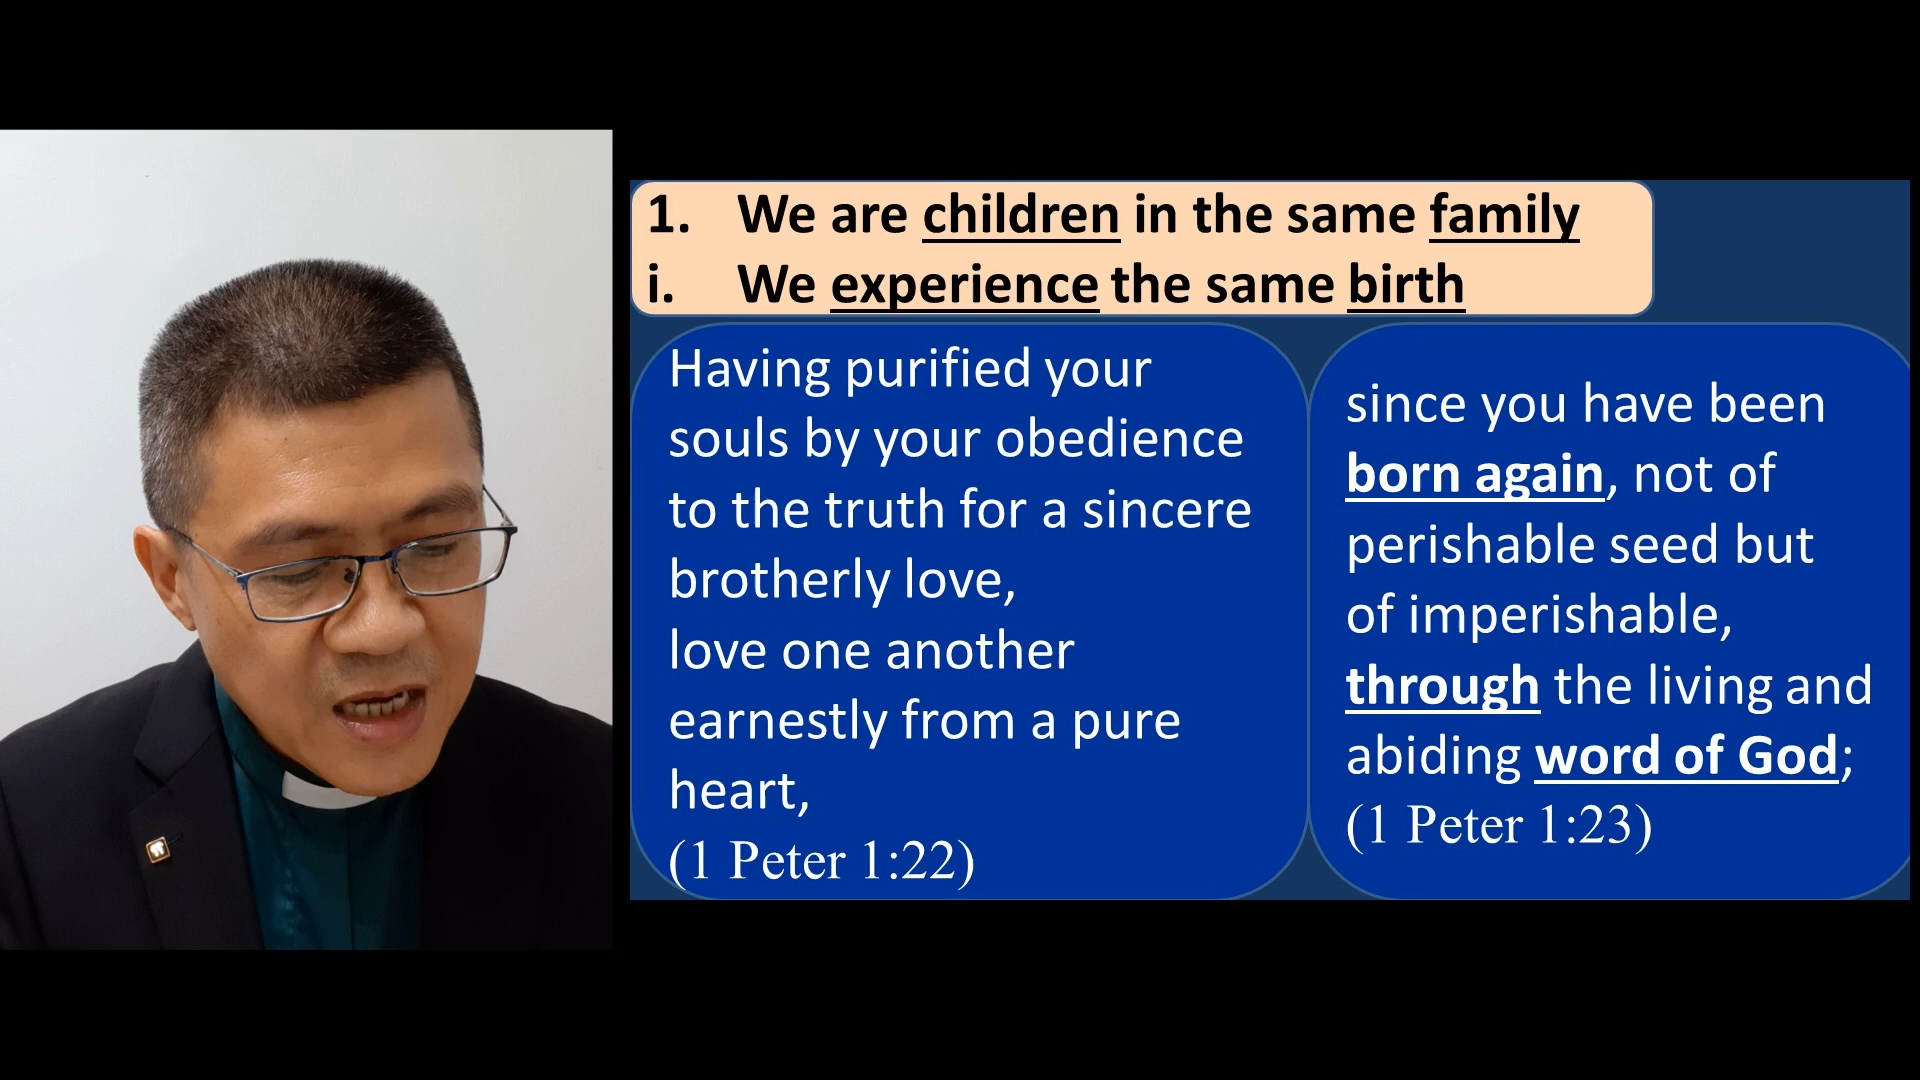 1. We are children in the same family
i. We experience the same birth
Having purified your
souls by your obedience
to the truth for a sincere
brotherly love,
love one another
earnestly from a pure
heart,
(1 Peter 1:22)
since you have been
born again, not of
perishable seed but
of imperishable,
through the living and
abiding word of God;
(1 Peter 1:23)